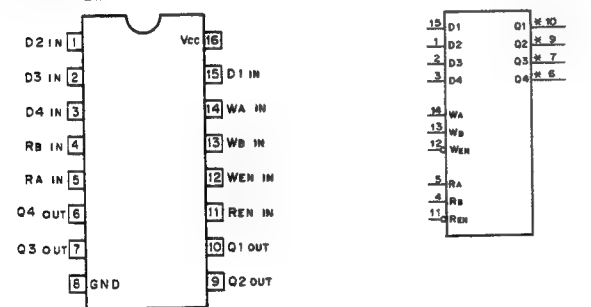 D2 IN 1
D3 IN 2
D4 IN 3
RB IN 4
RA IN 5
Q4 OUT 6
Q3 OUT 7
8 GND
Vcc 16
15 D1 IN
14 WA IN
13 WB IN
12 WEN IN
11 REN IN
10 Q1 OUT
9 Q2 OUT
15 D1
1 D2
2 D3
3 D4
14 WA
13 WB
12 WEN
5 RA
4 RB
11 REN
Q1 * 10
Q2 * 9
Q3 * 7
Q4 * 6